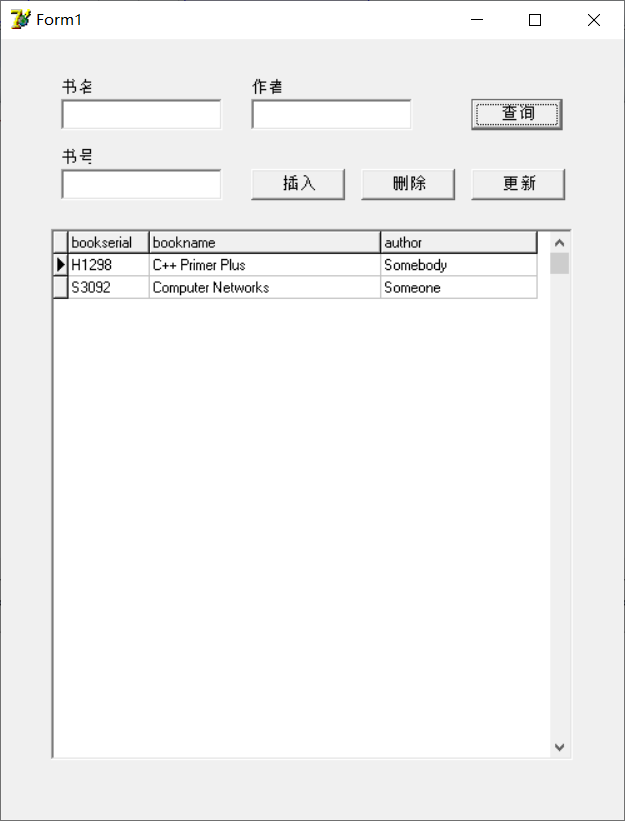 Form1
书名 作者
查询
书号
插入 删除 更新
bookserial bookname author
H1298 C++ Primer Plus Somebody
S3092 Computer Networks Someone